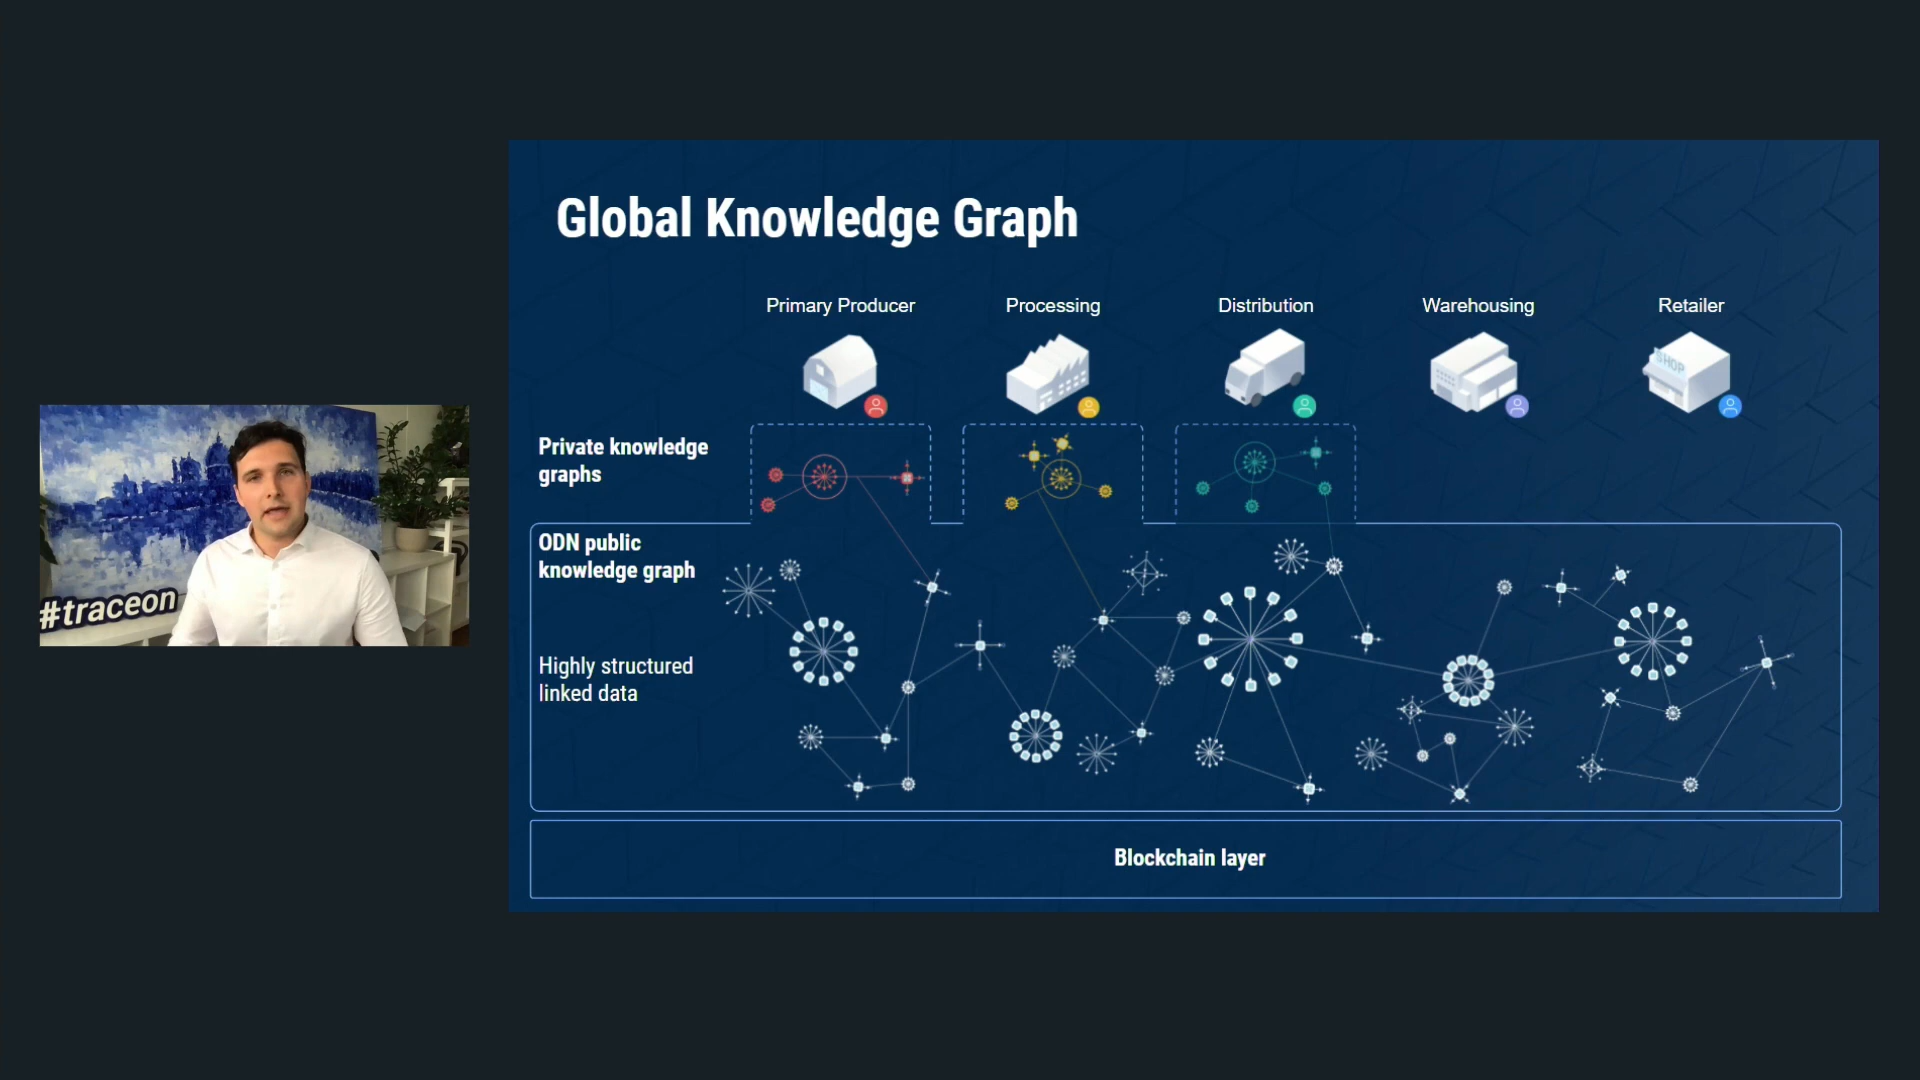 Global Knowledge Graph
Primary Producer
Processing
Distribution
Warehousing
Retailer
SHOP
Private knowledge
graphs
ODN public
knowledge graph
Highly structured
linked data
Blockchain layer
#traceon